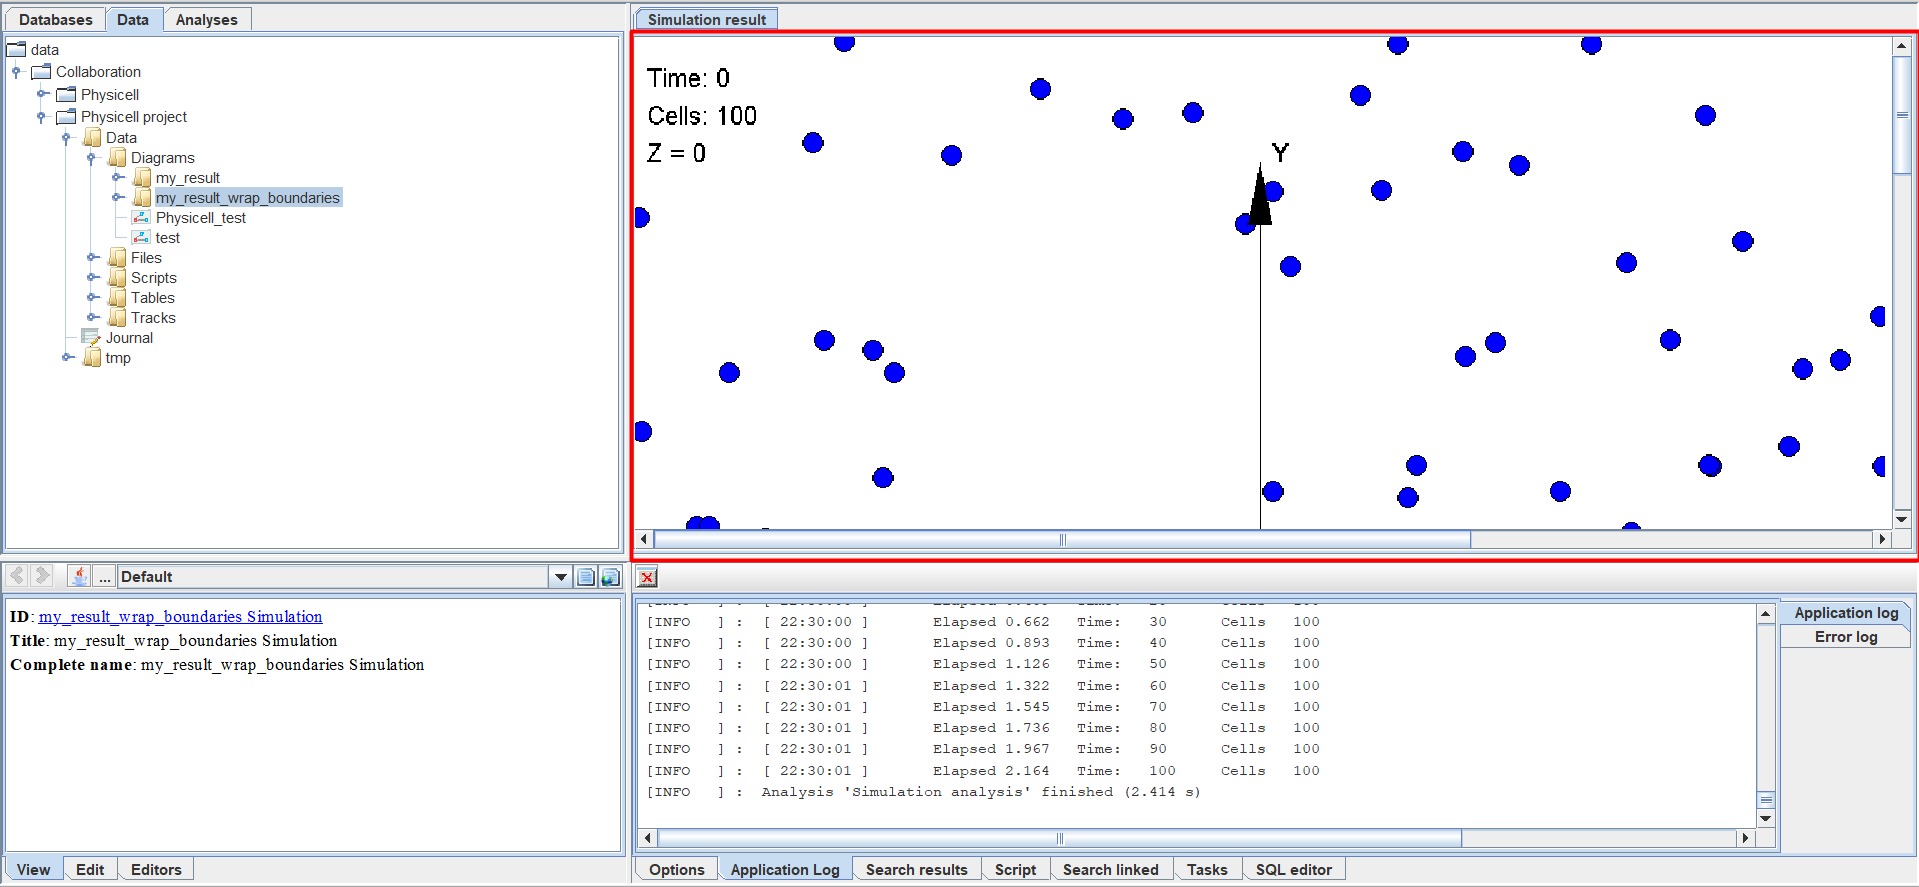 Databases Data Analyses
data
Collaboration
Physicell
Physicell project
Data
Diagrams
my_result
my_result_wrap_boundaries
Physicell_test
test
Files
Scripts
Tables
Tracks
Journal
tmp
Simulation result
Time: 0
Cells: 100
Z = 0
Y
... Default
ID: my_result_wrap_boundaries Simulation
Title: my_result_wrap_boundaries Simulation
Complete name: my_result_wrap_boundaries Simulation
View Edit Editors
[INFO ] : [ 22:30:00 ] Elapsed 0.662 Time: 30 Cells 100
[INFO ] : [ 22:30:00 ] Elapsed 0.893 Time: 40 Cells 100
[INFO ] : [ 22:30:00 ] Elapsed 1.126 Time: 50 Cells 100
[INFO ] : [ 22:30:01 ] Elapsed 1.322 Time: 60 Cells 100
[INFO ] : [ 22:30:01 ] Elapsed 1.545 Time: 70 Cells 100
[INFO ] : [ 22:30:01 ] Elapsed 1.736 Time: 80 Cells 100
[INFO ] : [ 22:30:01 ] Elapsed 1.967 Time: 90 Cells 100
[INFO ] : [ 22:30:01 ] Elapsed 2.164 Time: 100 Cells 100
[INFO ] : Analysis 'Simulation analysis' finished (2.414 s)
Application log
Error log
Options Application Log Search results Script Search linked Tasks SQL editor